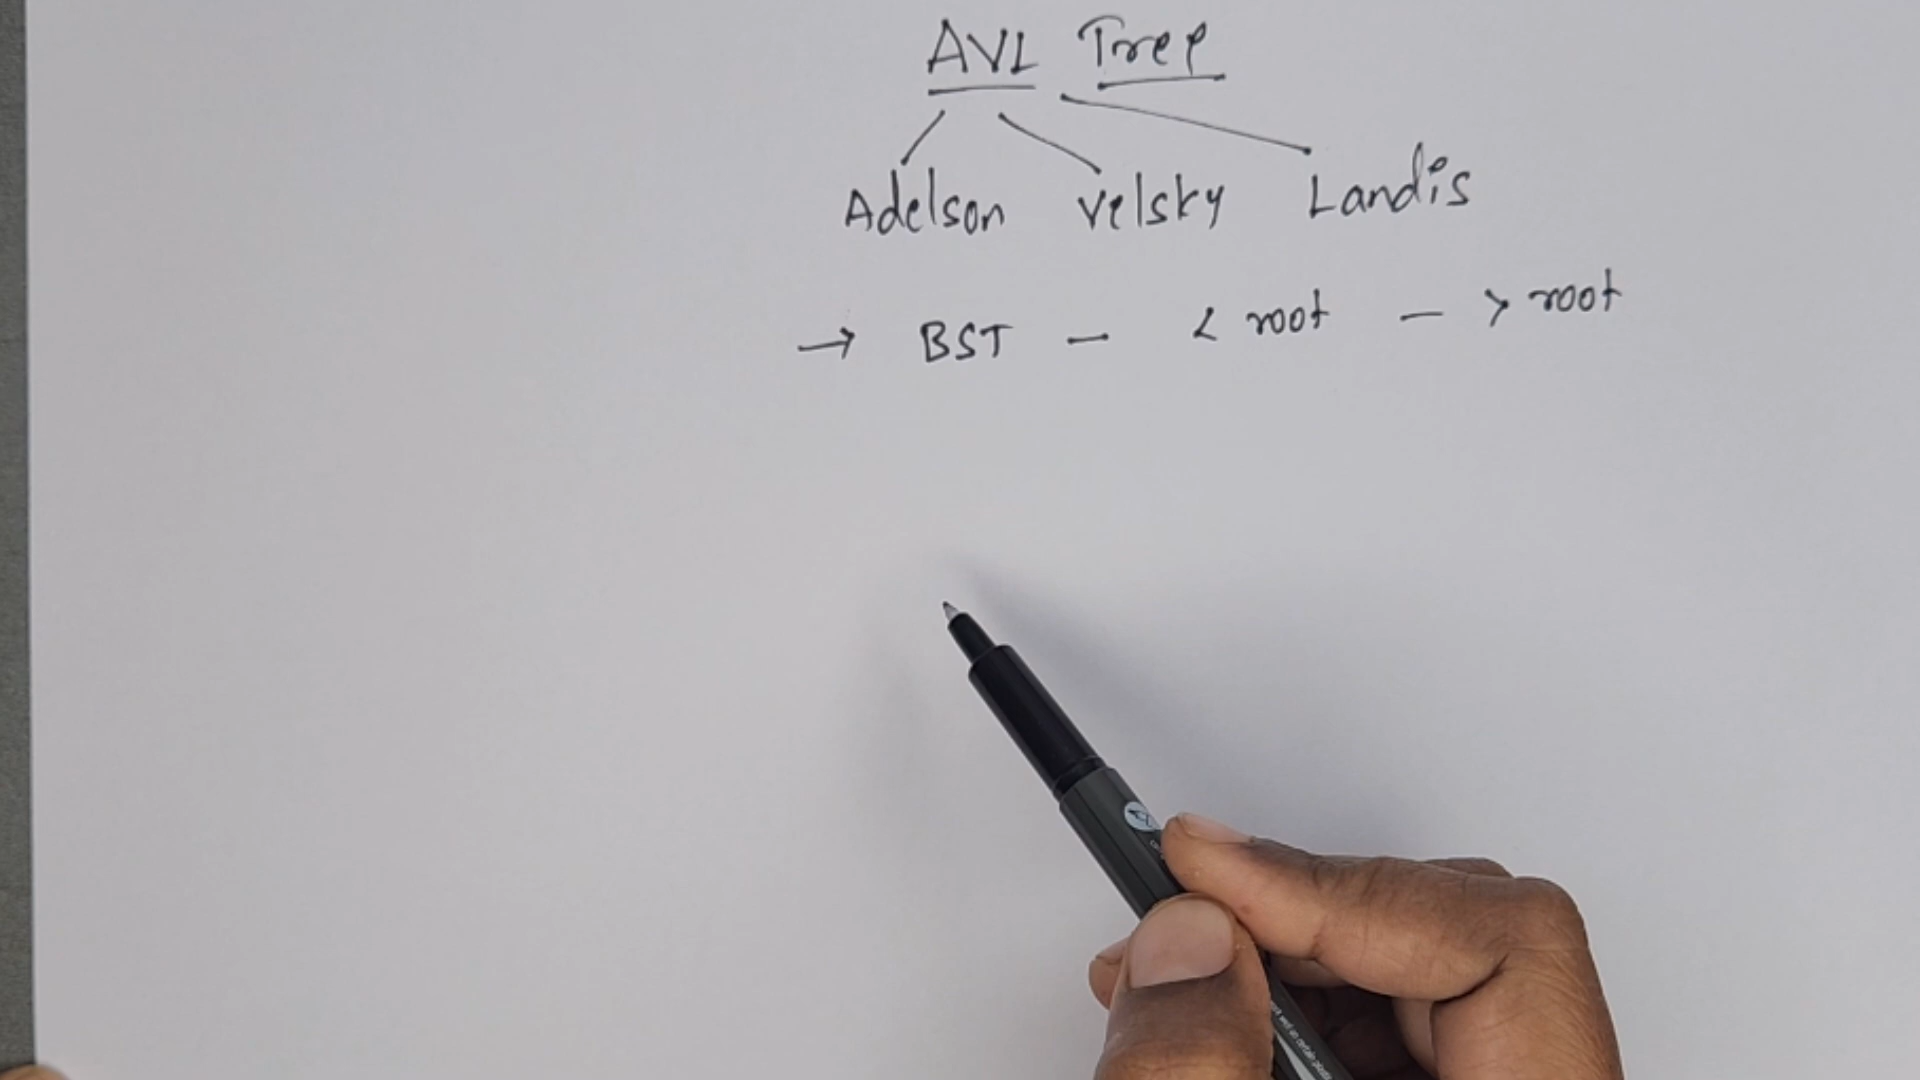 AVL Tree
Adelson Velsky Landis
→ BST - < root - > root